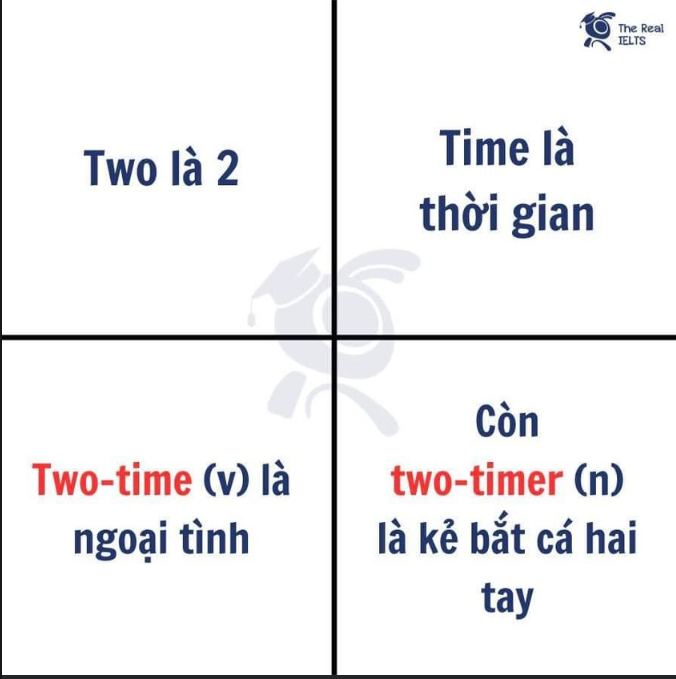 The Real
IELTS
Two là 2
Time là
thời gian
Two-time (v) là
ngoại tình
Còn
two-timer (n)
là kẻ bắt cá hai
tay